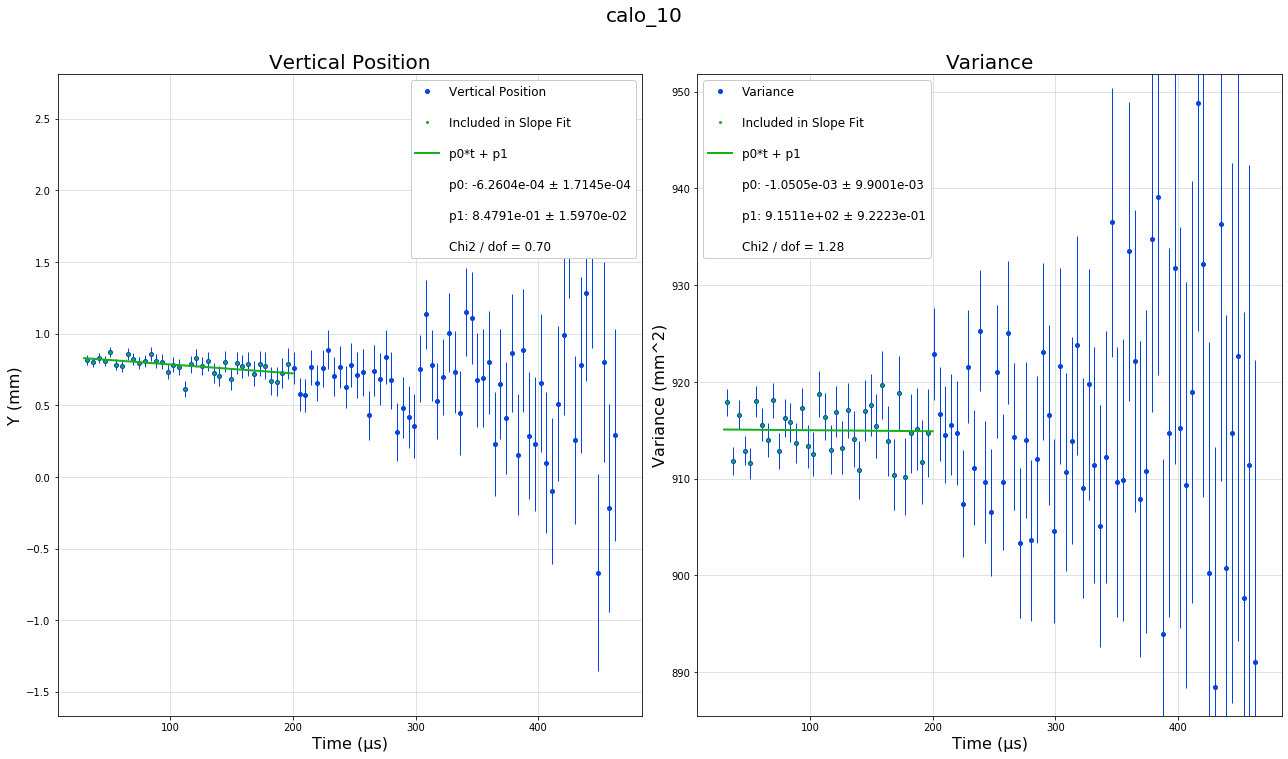 calo_10
Vertical Position
Vertical Position
Included in Slope Fit
p0*t + p1
p0: -6.2604e-04 ± 1.7145e-04
p1: 8.4791e-01 ± 1.5970e-02
Chi2 / dof = 0.70
2.5
2.0
1.5
1.0
0.5
0.0
−0.5
−1.0
−1.5
Y (mm)
100
200
300
400
Time (μs)
Variance
Variance
Included in Slope Fit
p0*t + p1
p0: -1.0505e-03 ± 9.9001e-03
p1: 9.1511e+02 ± 9.2223e-01
Chi2 / dof = 1.28
950
940
930
920
910
900
890
Variance (mm^2)
100
200
300
400
Time (μs)